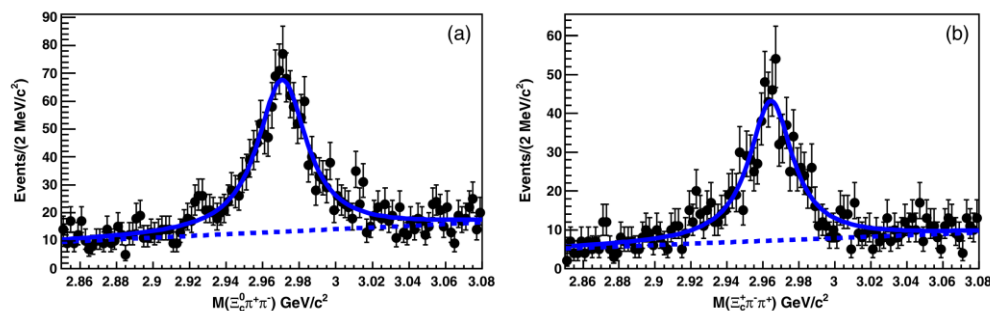 90
80
70
60
50
40
30
20
10
0
Events/(2 MeV/c²)
(a)
2.86 2.88 2.9 2.92 2.94 2.96 2.98 3 3.02 3.04 3.06 3.08
M(Ξc⁰π⁺π⁻) GeV/c²
60
50
40
30
20
10
0
Events/(2 MeV/c²)
(b)
2.86 2.88 2.9 2.92 2.94 2.96 2.98 3 3.02 3.04 3.06 3.08
M(Ξc⁺π⁻π⁺) GeV/c²